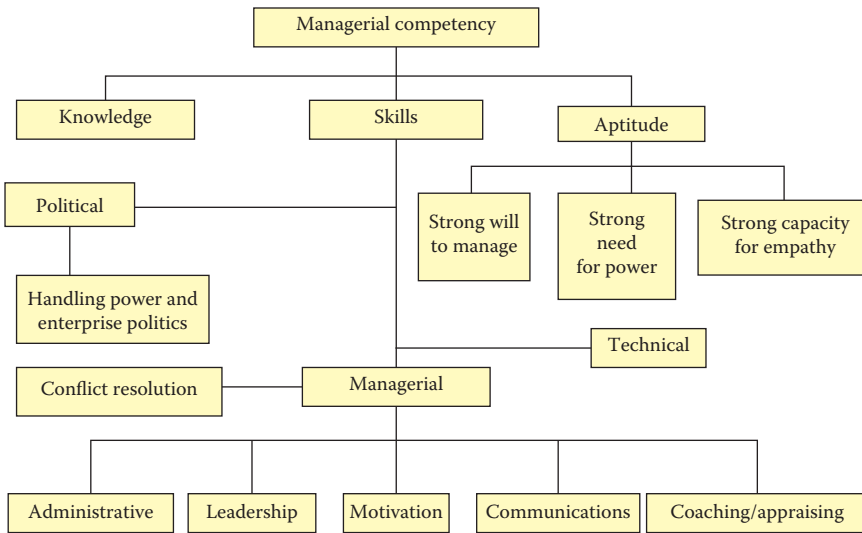 Managerial competency
Knowledge
Skills
Aptitude
Political
Strong will
to manage
Strong
need
for power
Strong capacity
for empathy
Handling power and
enterprise politics
Technical
Conflict resolution
Managerial
Administrative
Leadership
Motivation
Communications
Coaching/appraising